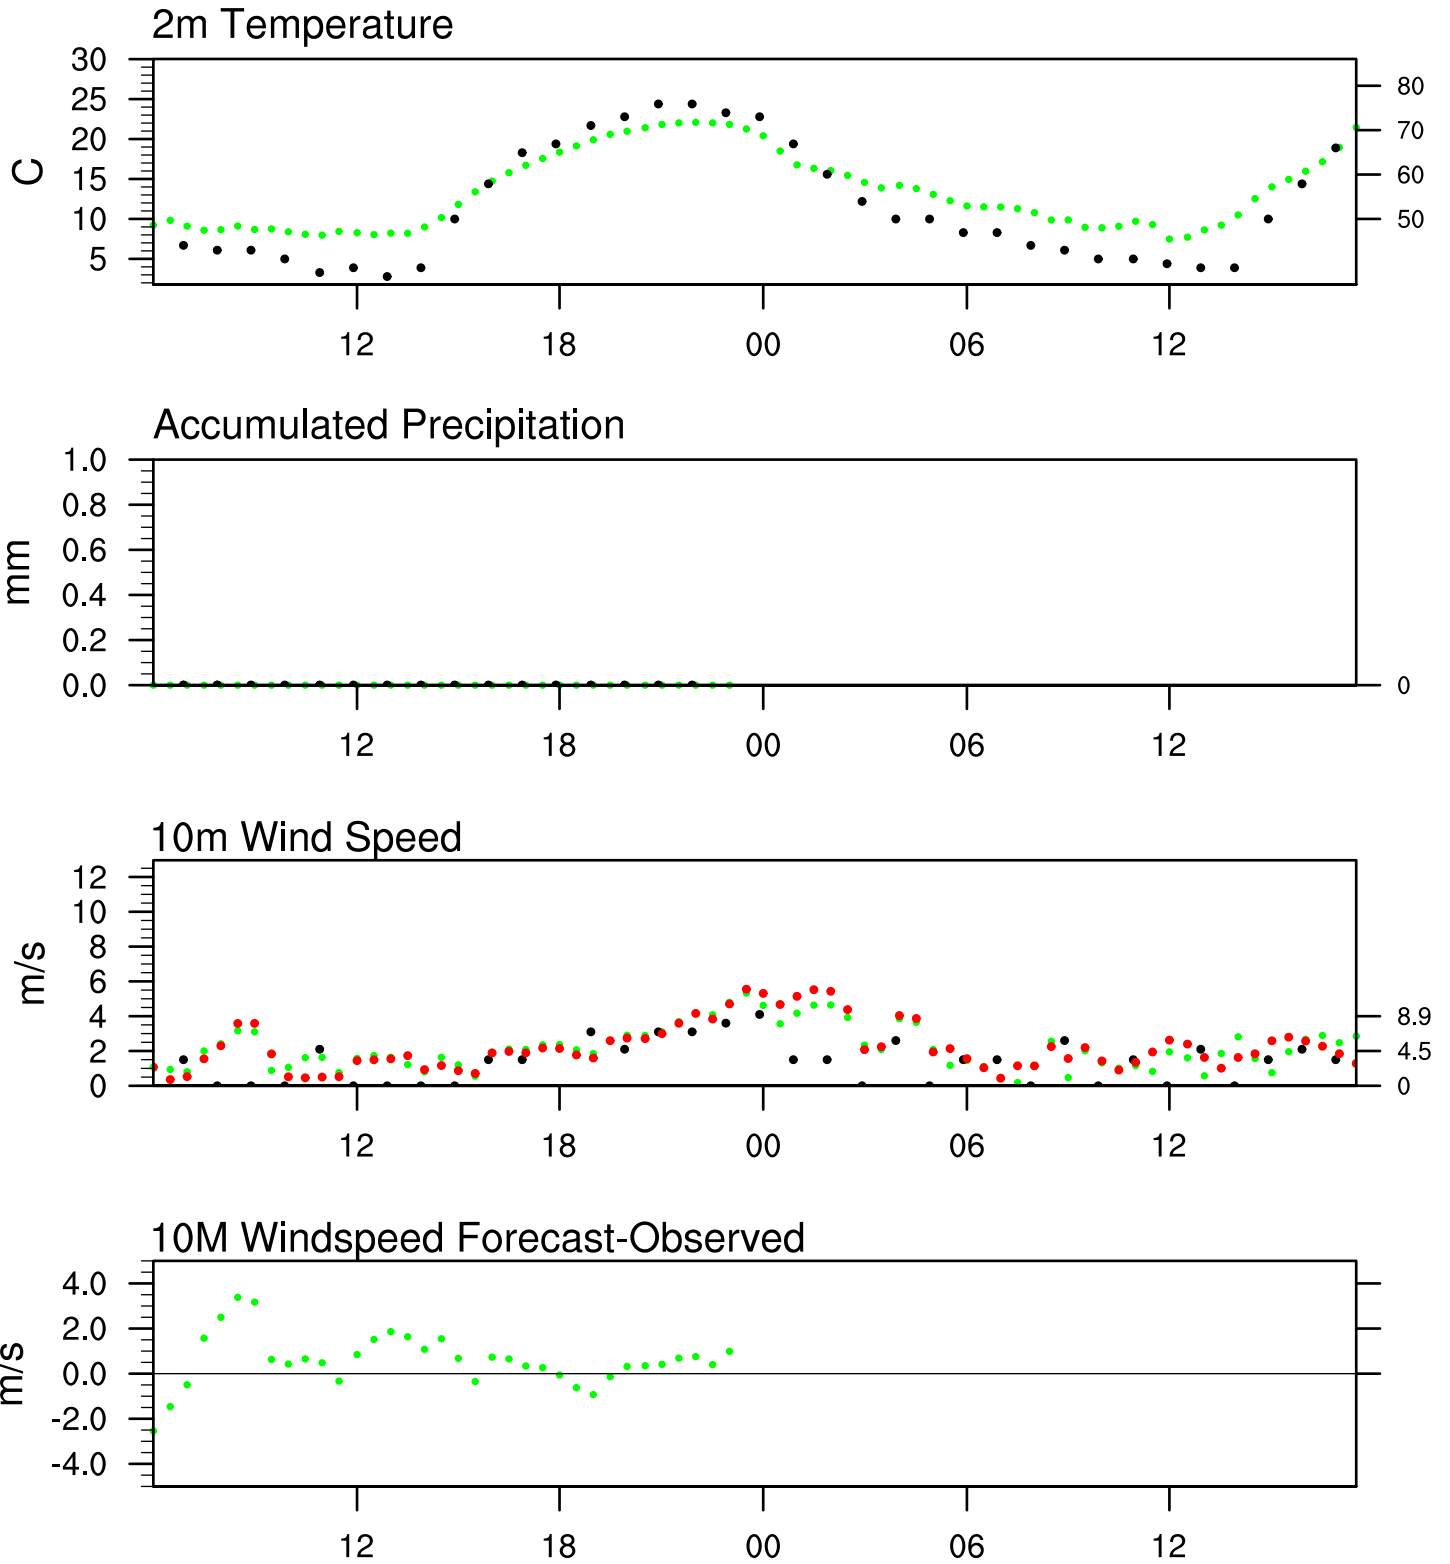 2m Temperature
30
25
20
15
10
5
C
80
70
60
50
12 18 00 06 12
Accumulated Precipitation
1.0
0.8
0.6
0.4
0.2
0.0
mm
0
12 18 00 06 12
10m Wind Speed
12
10
8
6
4
2
0
m/s
8.9
4.5
0
12 18 00 06 12
10M Windspeed Forecast-Observed
4.0
2.0
0.0
-2.0
-4.0
m/s
12 18 00 06 12